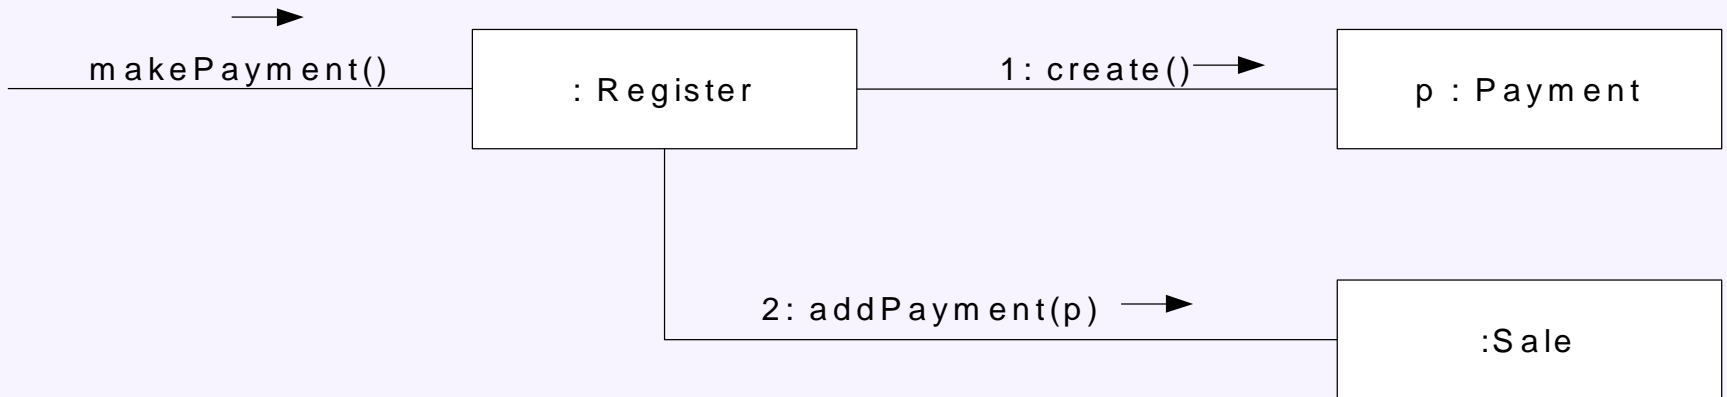 makePayment()
: Register
1: create()
p : Payment
2: addPayment(p)
:Sale